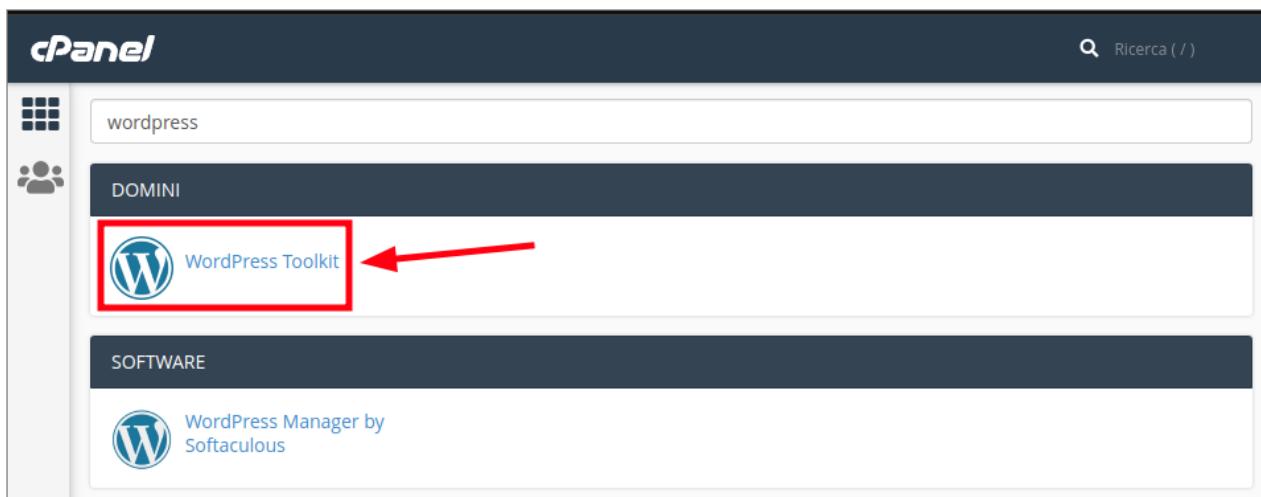 cPanel
Ricerca ( / )
wordpress
DOMINI
WordPress Toolkit
SOFTWARE
WordPress Manager by
Softaculous